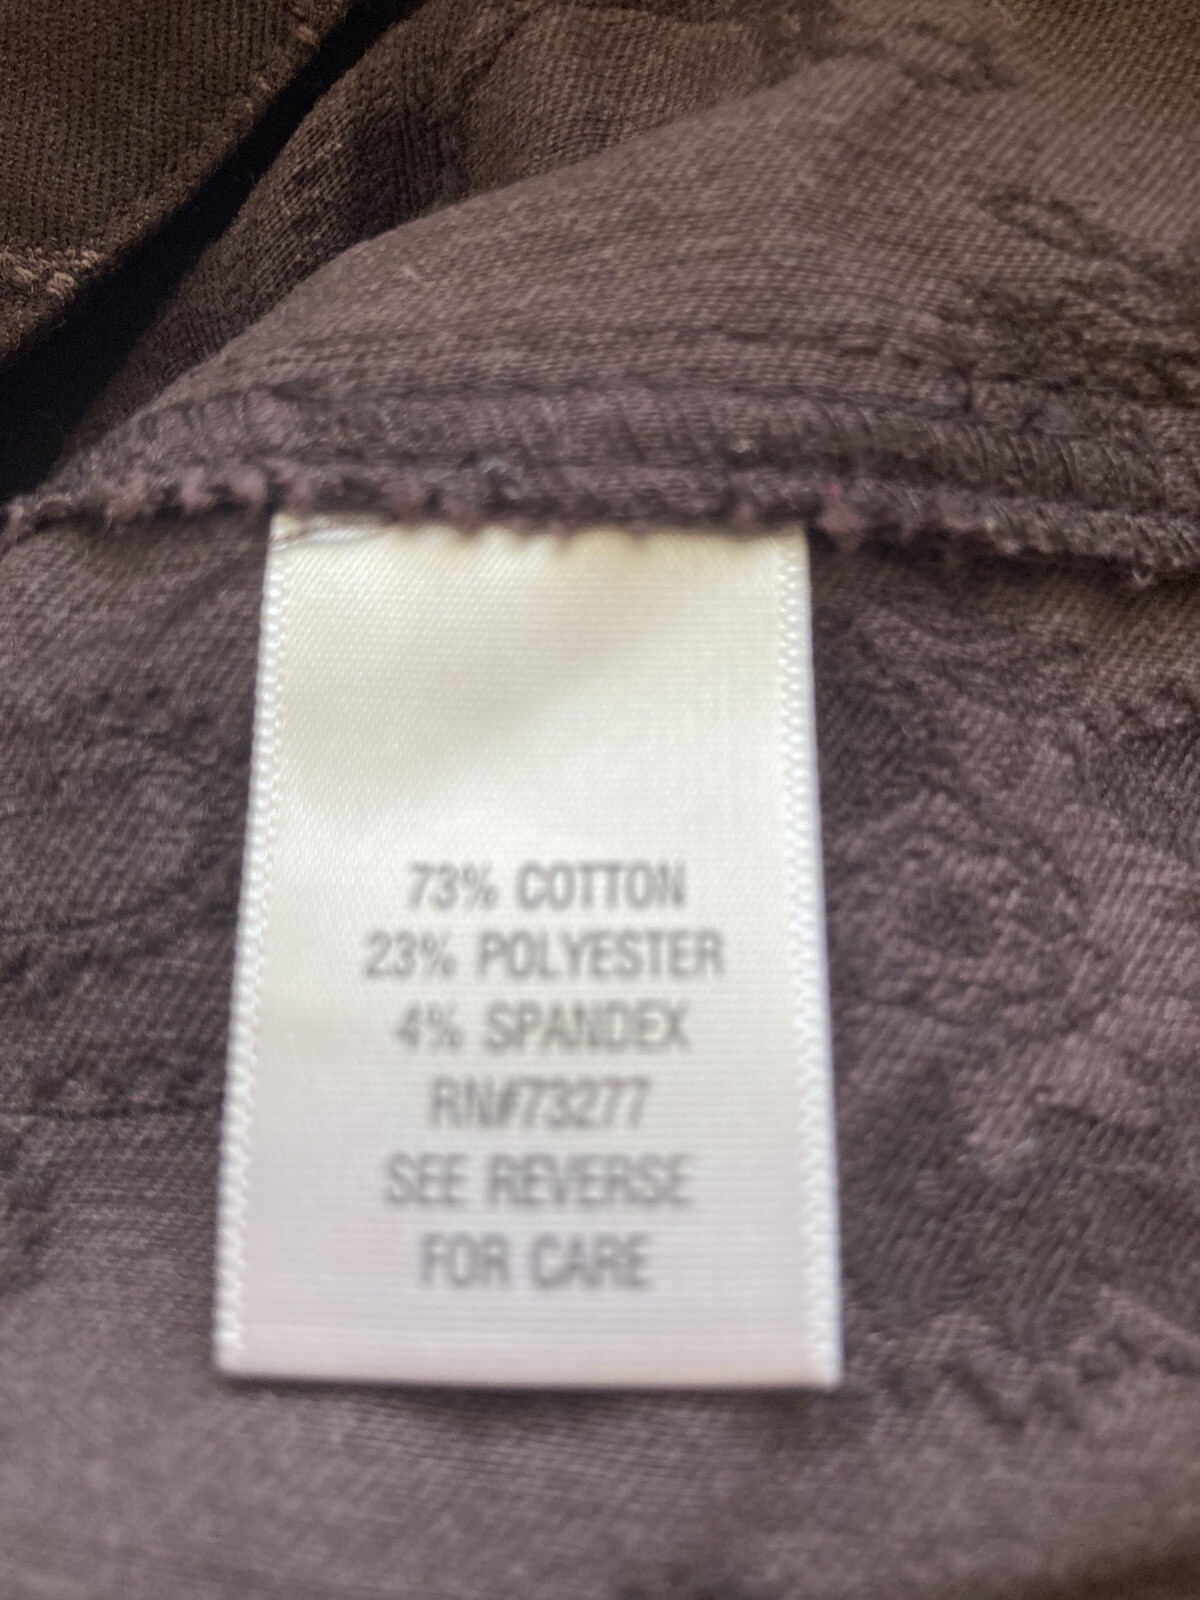 73% COTTON
23% POLYESTER
4% SPANDEX
RN#73277
SEE REVERSE
FOR CARE